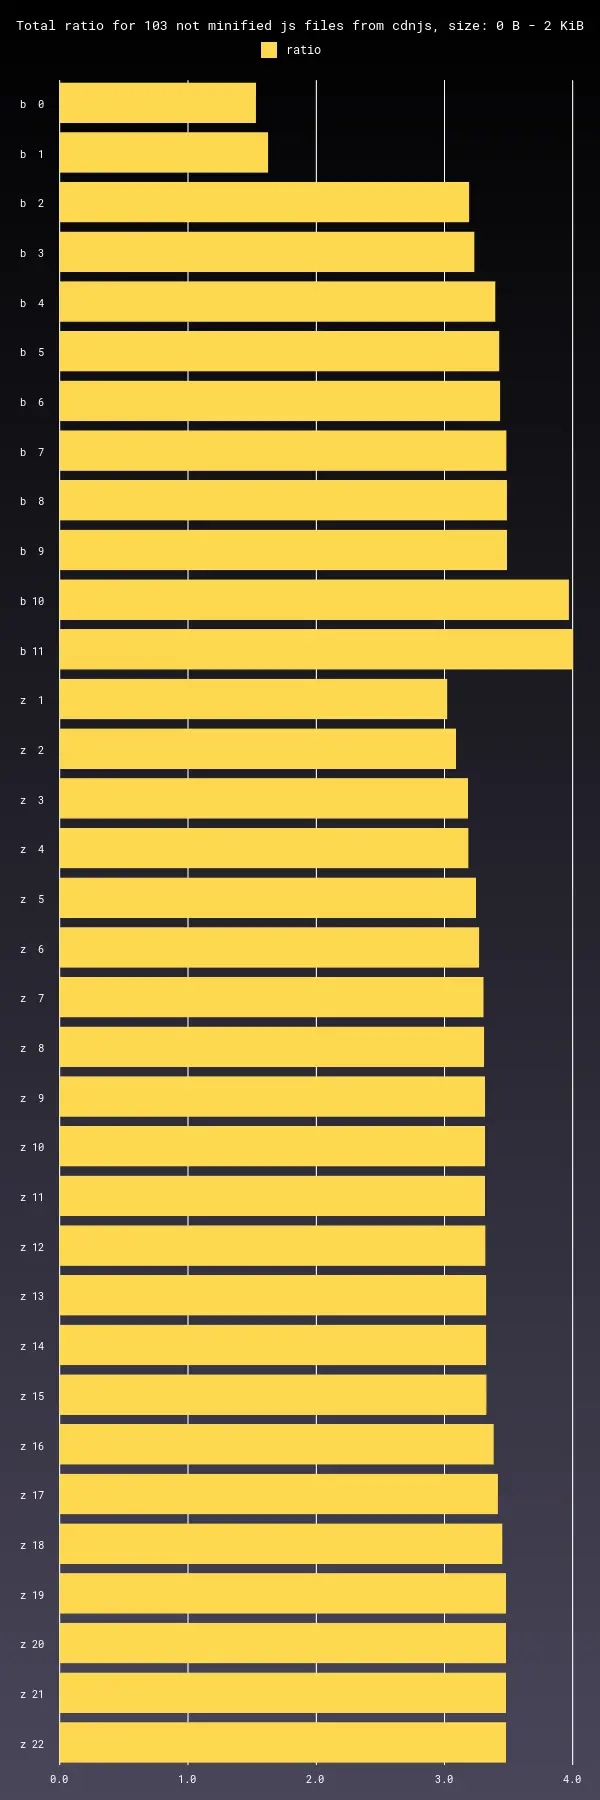 Total ratio for 103 not minified js files from cdnjs, size: 0 B - 2 KiB
ratio
b 0
b 1
b 2
b 3
b 4
b 5
b 6
b 7
b 8
b 9
b 10
b 11
z 1
z 2
z 3
z 4
z 5
z 6
z 7
z 8
z 9
z 10
z 11
z 12
z 13
z 14
z 15
z 16
z 17
z 18
z 19
z 20
z 21
z 22
0.0 1.0 2.0 3.0 4.0